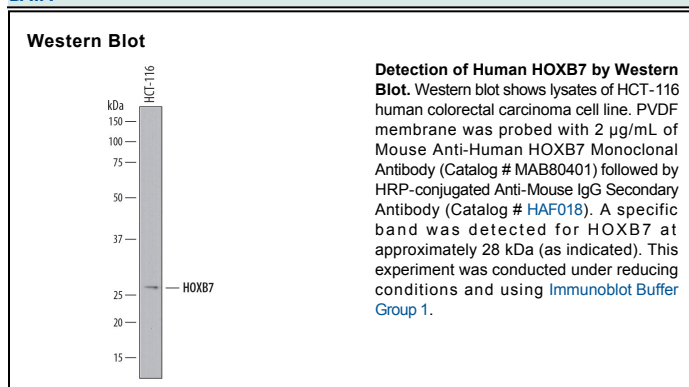 Western Blot
HCT-116
kDa
150
100
75
50
37
25
20
15
HOXB7
Detection of Human HOXB7 by Western
Blot. Western blot shows lysates of HCT-116
human colorectal carcinoma cell line. PVDF
membrane was probed with 2 µg/mL of
Mouse Anti-Human HOXB7 Monoclonal
Antibody (Catalog # MAB80401) followed by
HRP-conjugated Anti-Mouse IgG Secondary
Antibody (Catalog # HAF018). A specific
band was detected for HOXB7 at
approximately 28 kDa (as indicated). This
experiment was conducted under reducing
conditions and using Immunoblot Buffer
Group 1.